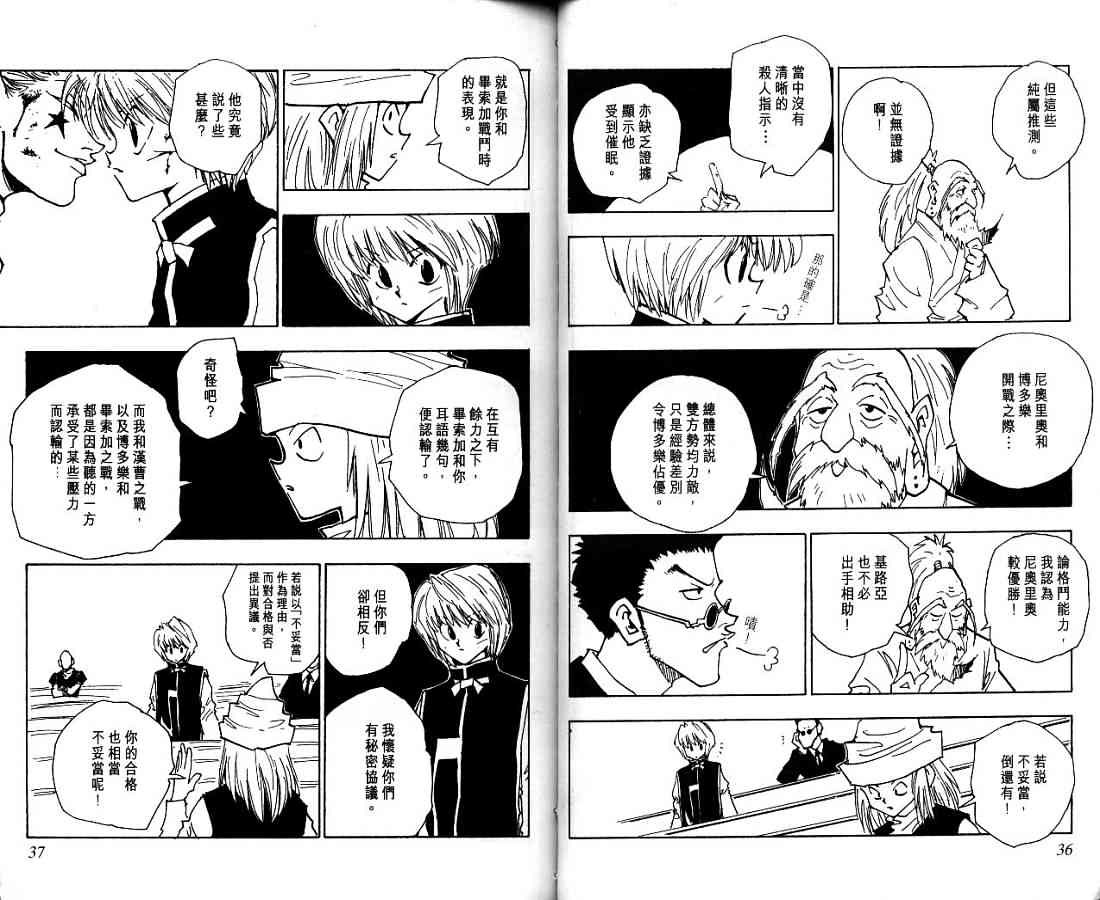 但這些
純屬推測。
並無證據
啊！
當中沒有
清晰的
殺人指示…
亦缺乏證據
顯示他
受到催眠。
那的確是…
尼奧里奧和
博多樂
開戰之際…
總體來說，
雙方勢均力敵，
只是經驗差別
令博多樂佔優。
論格鬥能力，
我認為
尼奧里奧
較優勝！
基路亞
也不必
出手相助！
嘖！
若說
不妥當，
倒還有！
36
就是你和
畢索加戰鬥時
的表現。
他究竟
說了些
甚麼？
在互有
餘力之下，
畢索加和你
耳語幾句，
便認輸了。
奇怪吧？
而我和漢曹之戰，
以及博多樂和
畢索加之戰，
都是因為聽的一方
承受了某些壓力
而認輸的…
但你們
卻相反！
我懷疑你們
有秘密協議。
若說以「不妥當」
作為理由，
而對合格與否
提出異議。
你的合格
也相當
不妥當呢！
37